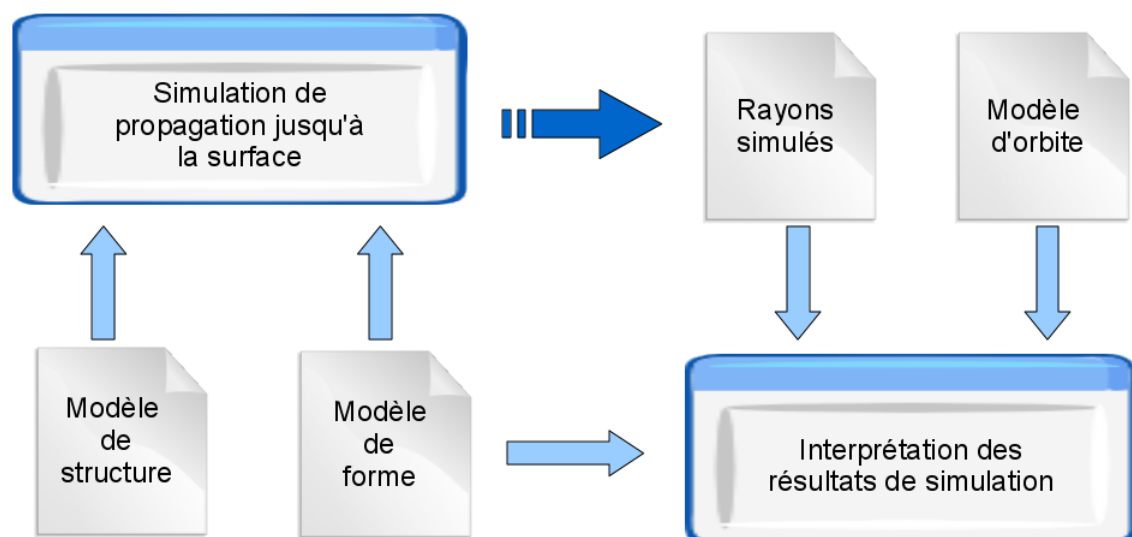 Simulation de
propagation jusqu'à
la surface
Rayons
simulés
Modèle
d'orbite
Modèle
de
structure
Modèle
de
forme
Interprétation des
résultats de simulation